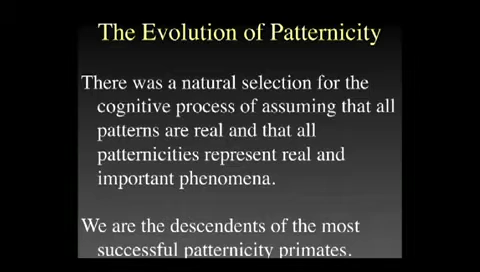 The Evolution of Patternicity
There was a natural selection for the
cognitive process of assuming that all
patterns are real and that all
patternicities represent real and
important phenomena.
We are the descendents of the most
successful patternicity primates.